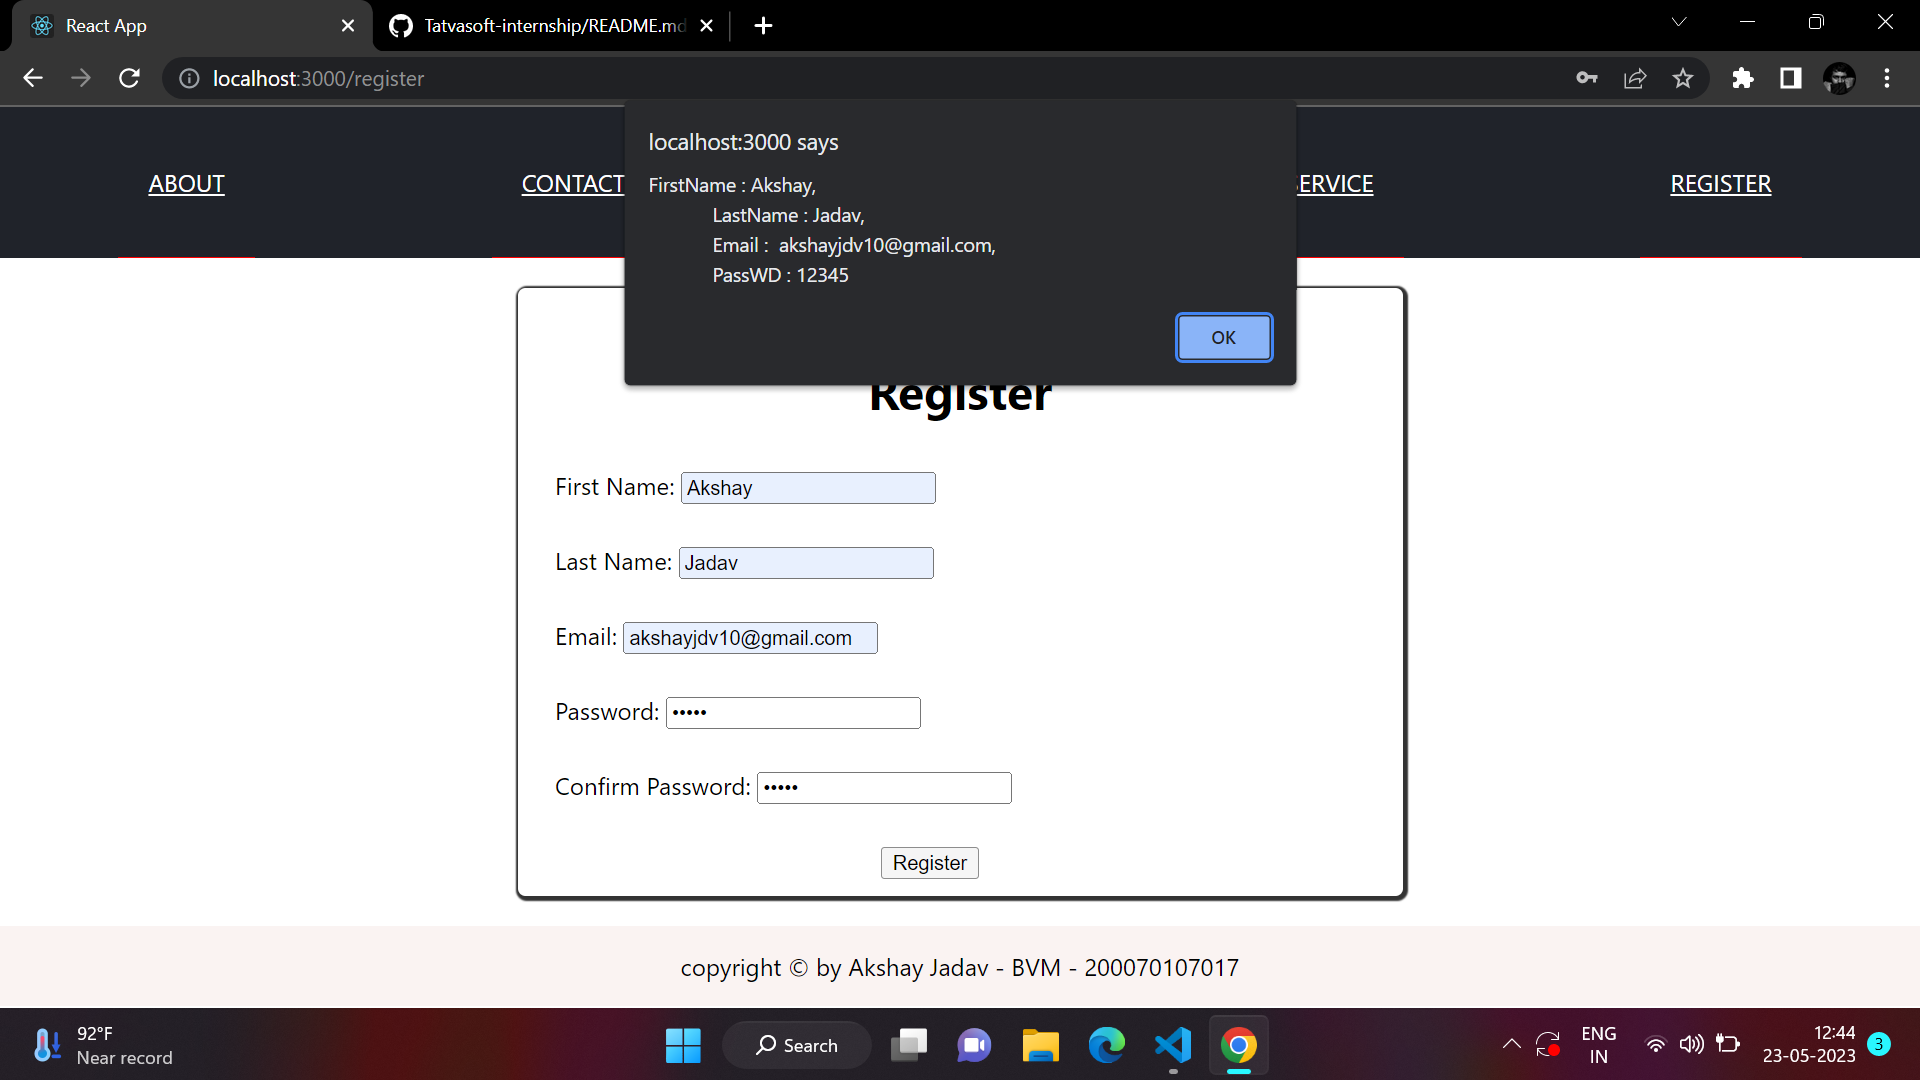 React App
Tatvasoft-internship/README.md
localhost:3000/register
localhost:3000 says
FirstName : Akshay,
LastName : Jadav,
Email :  akshayjdv10@gmail.com,
PassWD : 12345
OK
ABOUT
CONTACT
ERVICE
REGISTER
Register
First Name: Akshay
Last Name: Jadav
Email: akshayjdv10@gmail.com
Password: •••••
Confirm Password: •••••
Register
copyright © by Akshay Jadav - BVM - 200070107017
92°F
Near record
Search
ENG
IN
12:44
23-05-2023
3